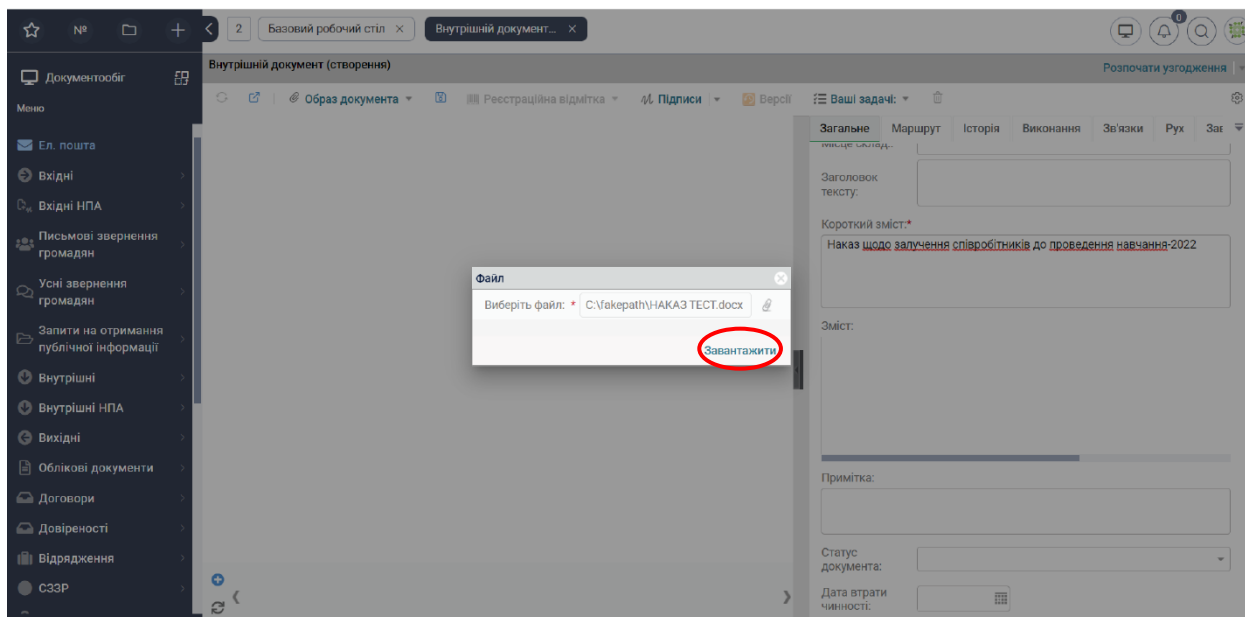 №
2
Базовий робочий стіл
Внутрішній документ...
0
Документообіг
Меню
Ел. пошта
Вхідні
Вхідні НПА
Письмові звернення
громадян
Усні звернення
громадян
Запити на отримання
публічної інформації
Внутрішні
Внутрішні НПА
Вихідні
Облікові документи
Договори
Довіреності
Відрядження
СЗЗР
Внутрішній документ (створення)
Розпочати узгодження
Образ документа
Реєстраційна відмітка
Підписи
Версії
Ваші задачі:
Загальне Маршрут Історія Виконання Зв'язки Рух Заг
Місце склад.:
Заголовок
тексту:
Короткий зміст:*
Наказ щодо залучення співробітників до проведення навчання-2022
Зміст:
Примітка:
Статус
документа:
Дата втрати
чинності:
Файл
Виберіть файл: * C:\fakepath\НАКАЗ ТЕСТ.docx
Завантажити